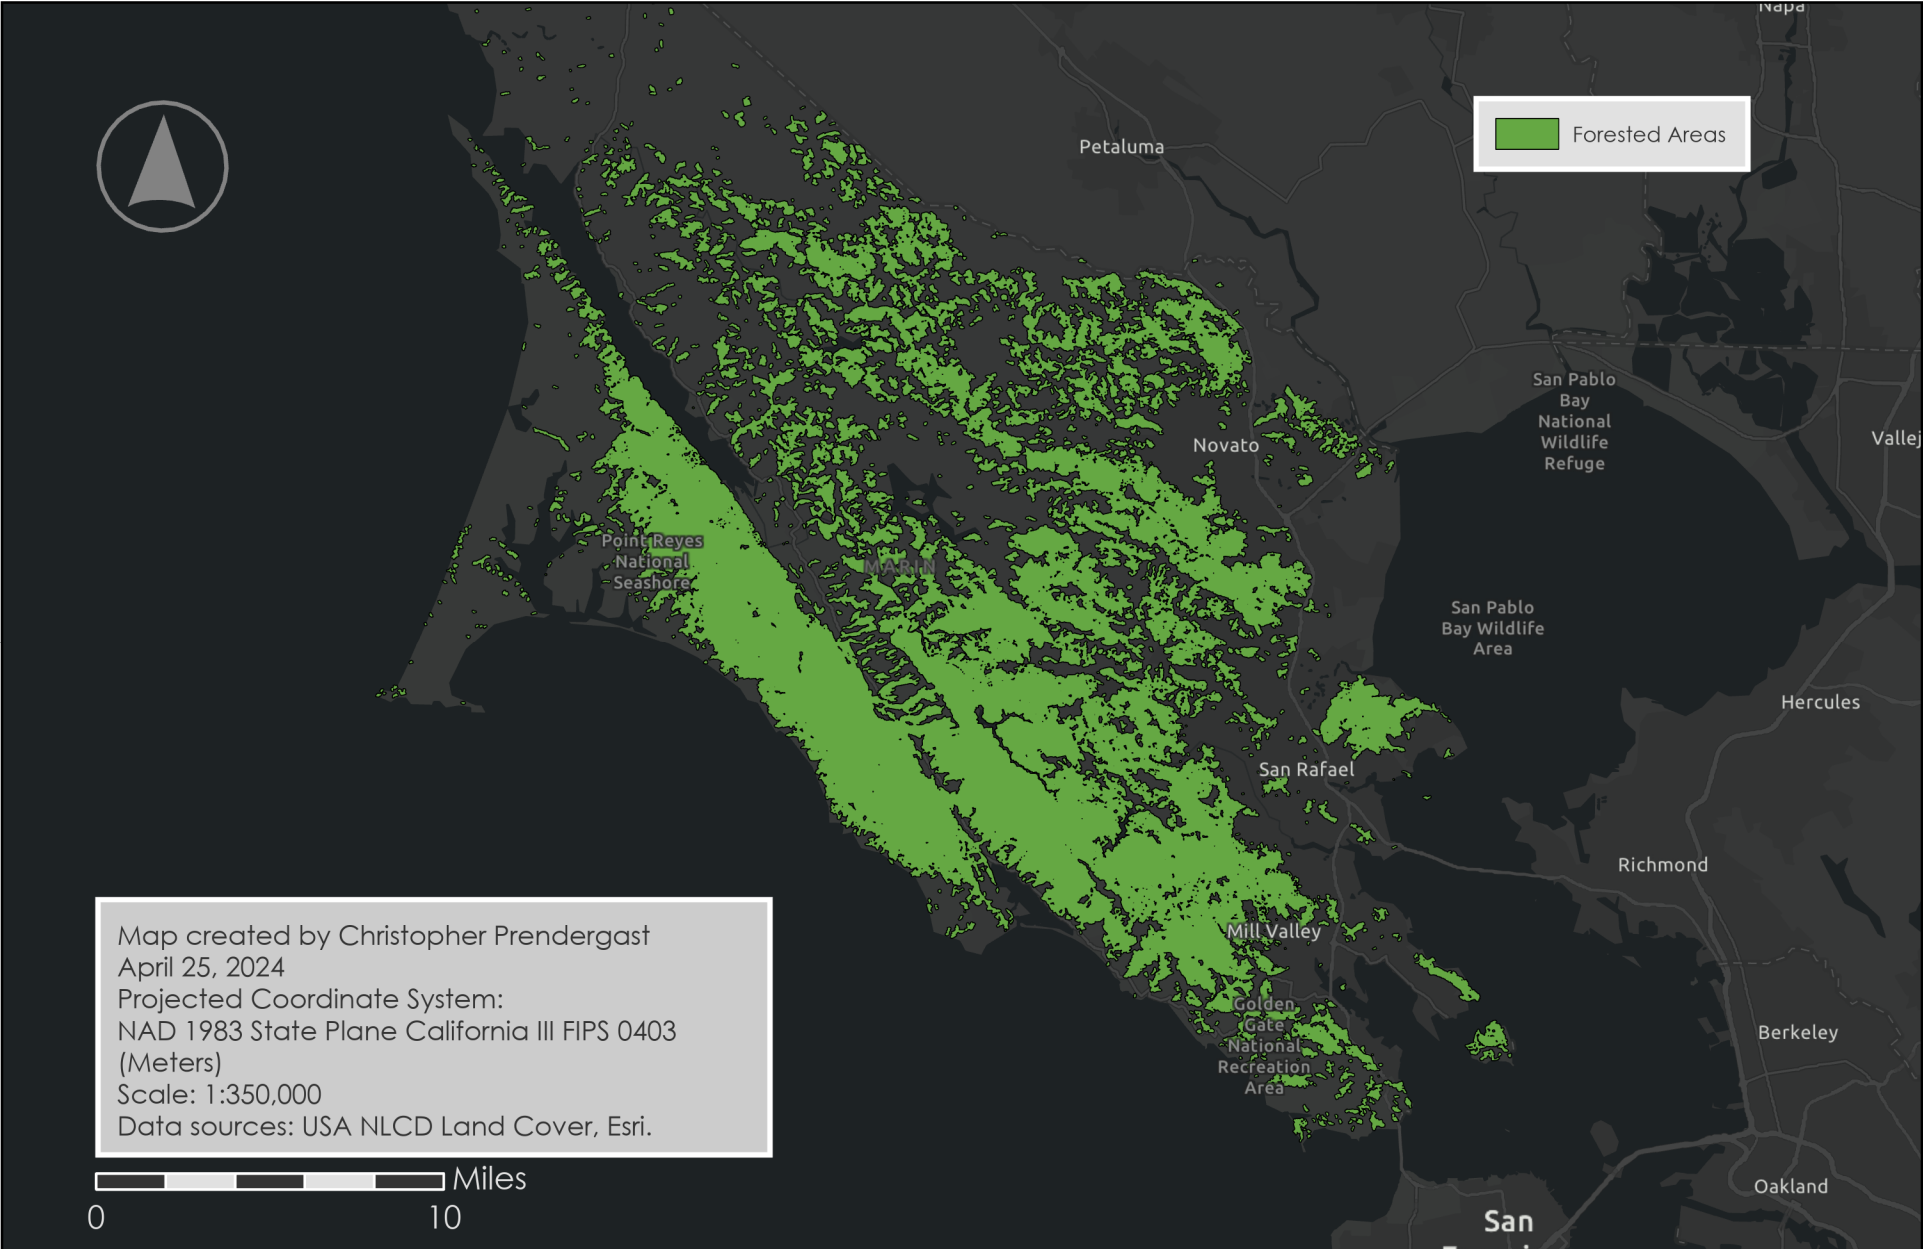 Napa
Petaluma
Forested Areas
San Pablo
Bay
National
Wildlife
Refuge
Vallej
Novato
Point Reyes
National
Seashore
MARIN
San Pablo
Bay Wildlife
Area
Hercules
San Rafael
Richmond
Mill Valley
Golden
Gate
National
Recreation
Area
Berkeley
Map created by Christopher Prendergast
April 25, 2024
Projected Coordinate System:
NAD 1983 State Plane California III FIPS 0403
(Meters)
Scale: 1:350,000
Data sources: USA NLCD Land Cover, Esri.
Miles
0 10
Oakland
San